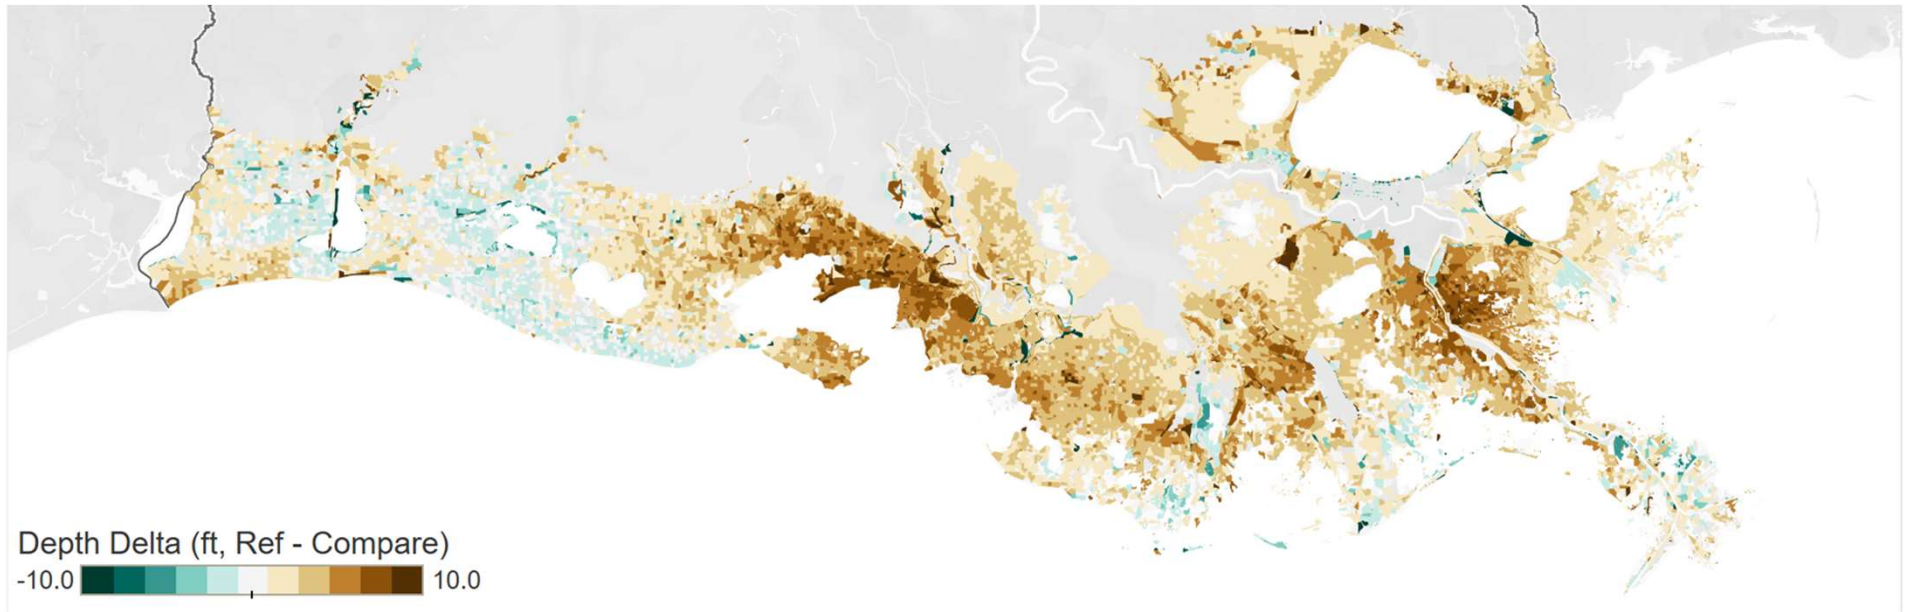 Depth Delta (ft, Ref - Compare)
-10.0 10.0